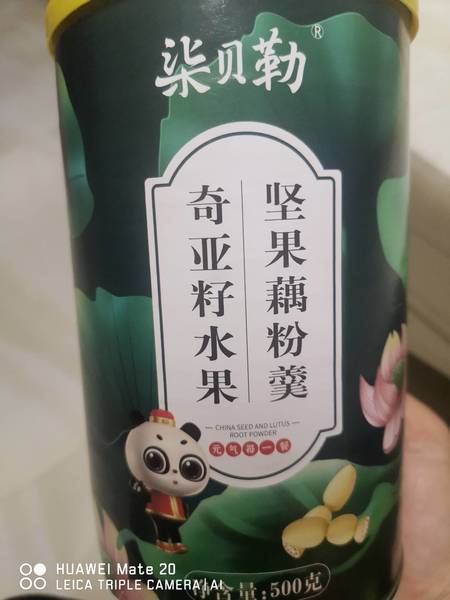 柒贝勒®
坚果藕粉羹
奇亚籽水果
CHINA SEED AND LUTUS
ROOT POWDER
元气每一餐
净含量:500克
HUAWEI Mate 20
LEICA TRIPLE CAMERA | AI